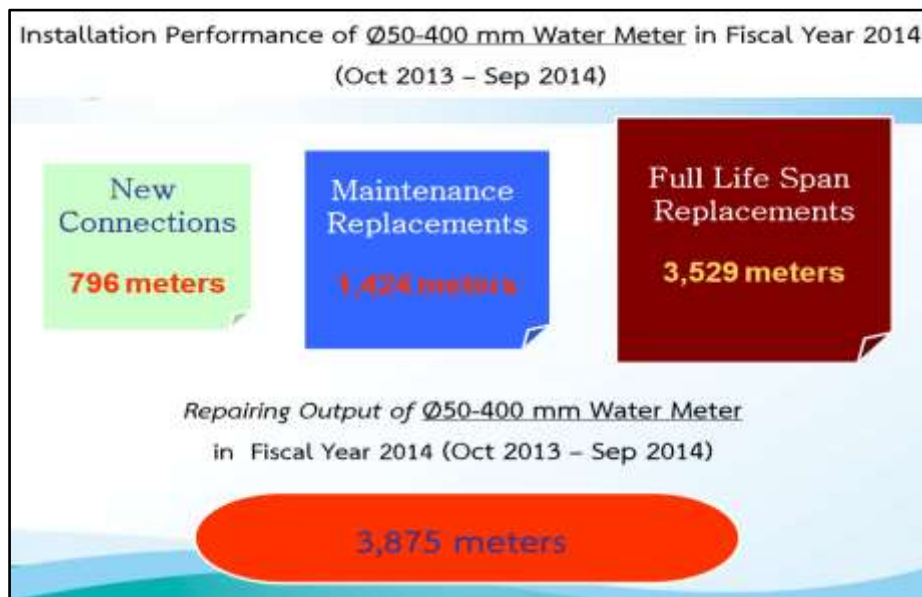 Installation Performance of Ø50-400 mm Water Meter in Fiscal Year 2014
(Oct 2013 – Sep 2014)
New
Connections
796 meters
Maintenance
Replacements
1,424 meters
Full Life Span
Replacements
3,529 meters
Repairing Output of Ø50-400 mm Water Meter
in Fiscal Year 2014 (Oct 2013 – Sep 2014)
3,875 meters